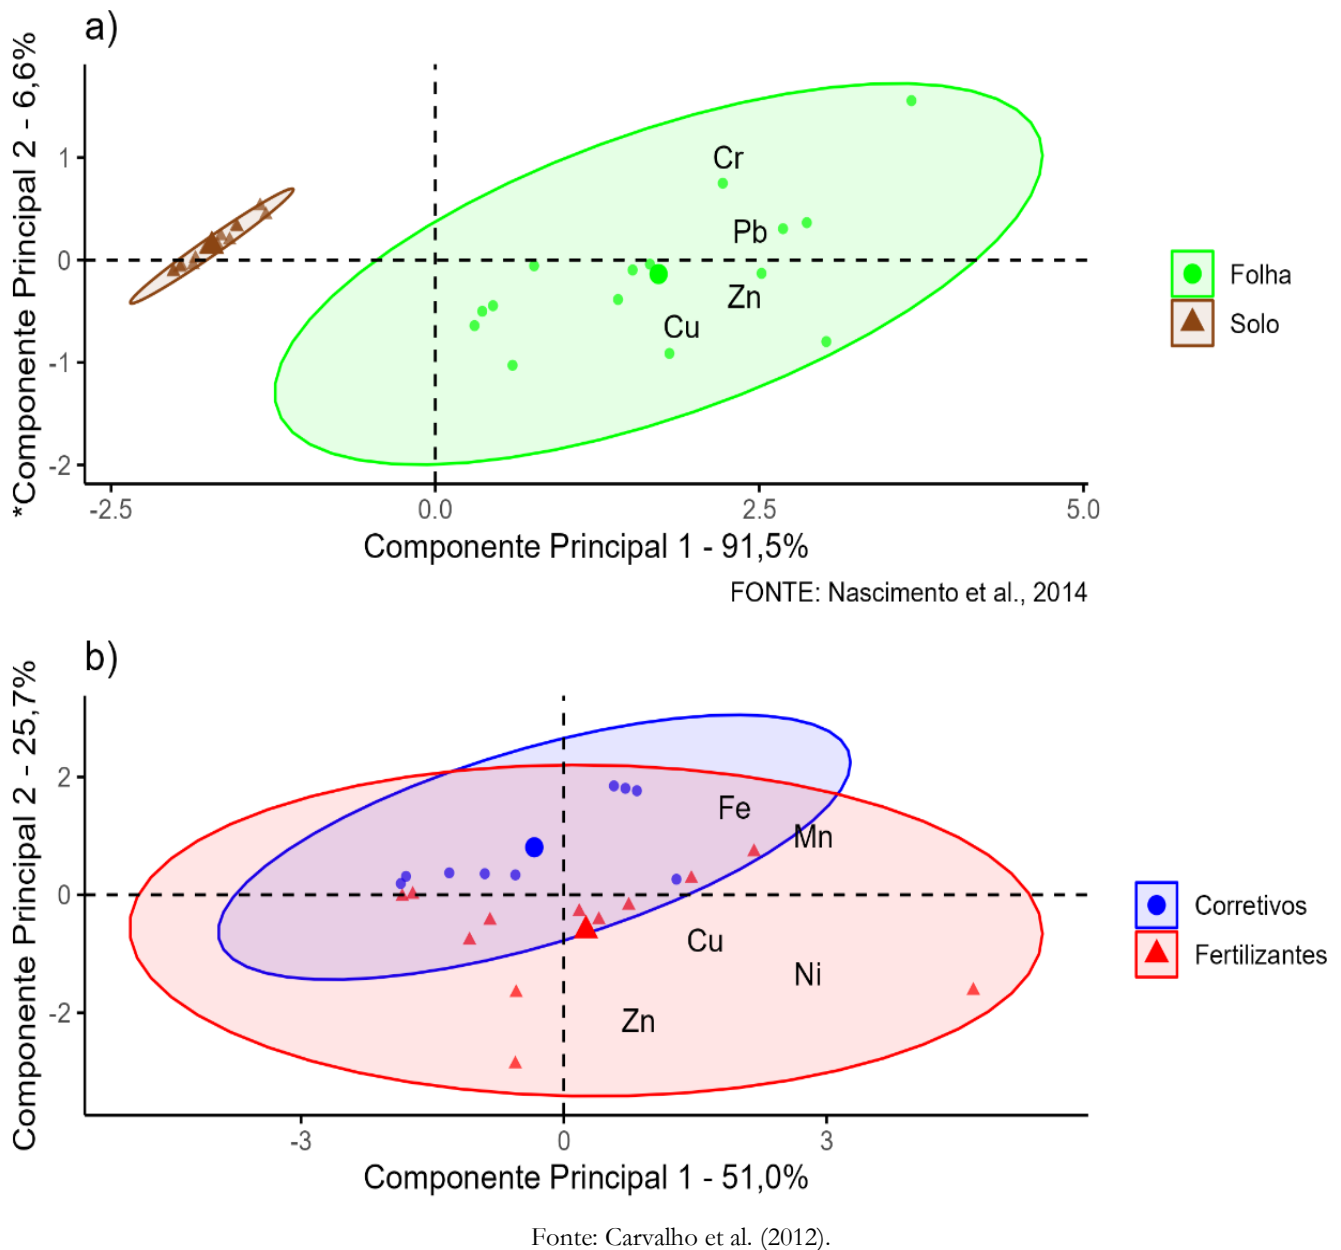 a)
*Componente Principal 2 - 6,6%
1
0
-1
-2
Cr
Pb
Zn
Cu
-2.5 0.0 2.5 5.0
Componente Principal 1 - 91,5%
Folha
Solo
FONTE: Nascimento et al., 2014
b)
Componente Principal 2 - 25,7%
2
0
-2
Fe
Mn
Cu
Ni
Zn
-3 0 3
Componente Principal 1 - 51,0%
Corretivos
Fertilizantes
Fonte: Carvalho et al. (2012).